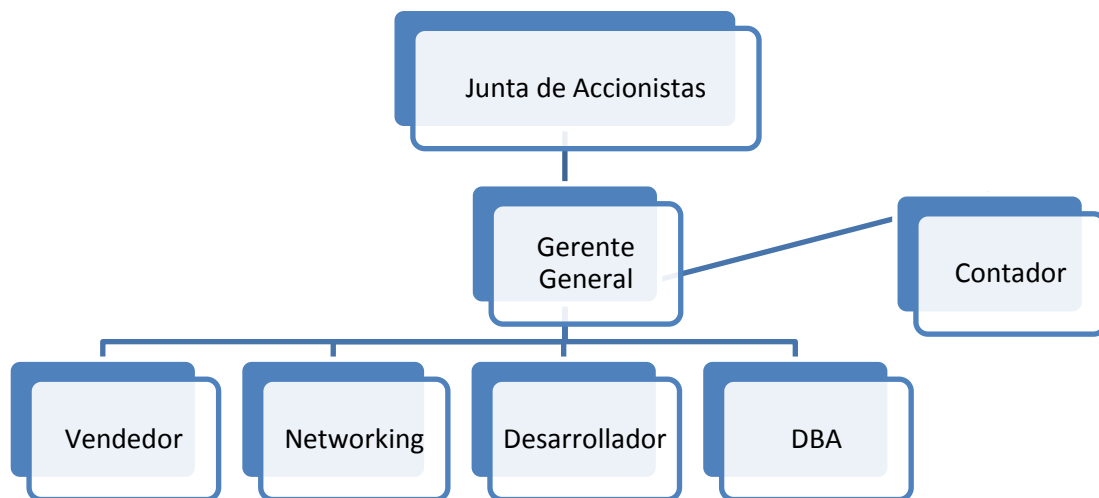 Junta de Accionistas
Gerente
General
Contador
Vendedor
Networking
Desarrollador
DBA